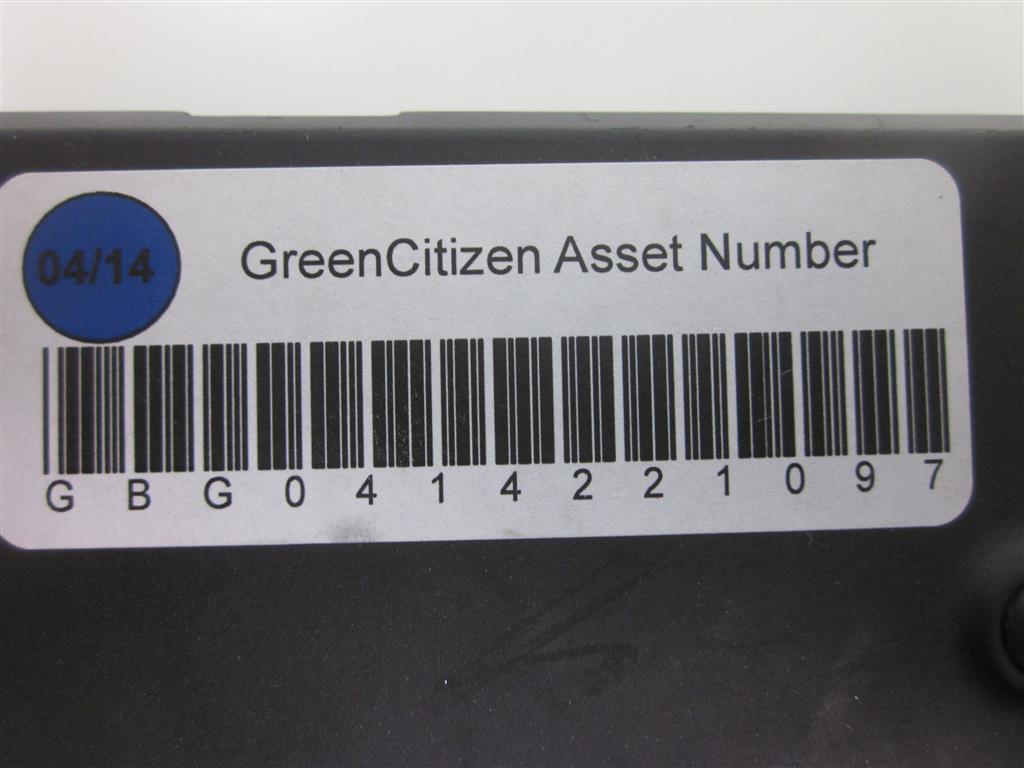 04/14
GreenCitizen Asset Number
G B G 0 4 1 4 2 2 1 0 9 7